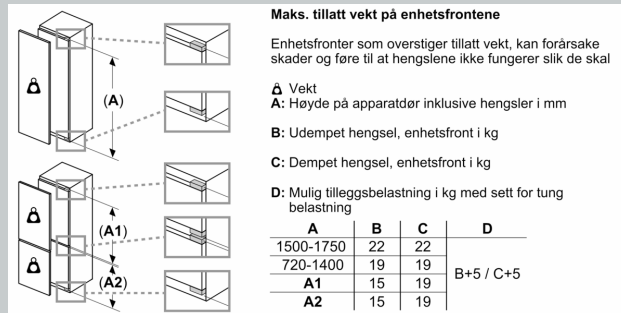 Maks. tillatt vekt på enhetsfrontene
Enhetsfronter som overstiger tillatt vekt, kan forårsake
skader og føre til at hengslene ikke fungerer slik de skal
Vekt
A: Høyde på apparatdør inklusive hengsler i mm
B: Udempet hengsel, enhetsfront i kg
C: Dempet hengsel, enhetsfront i kg
D: Mulig tilleggsbelastning i kg med sett for tung
belastning
A B C D
1500-1750 22 22
720-1400 19 19
B+5 / C+5
A1 15 19
A2 15 19
(A)
(A1)
(A2)